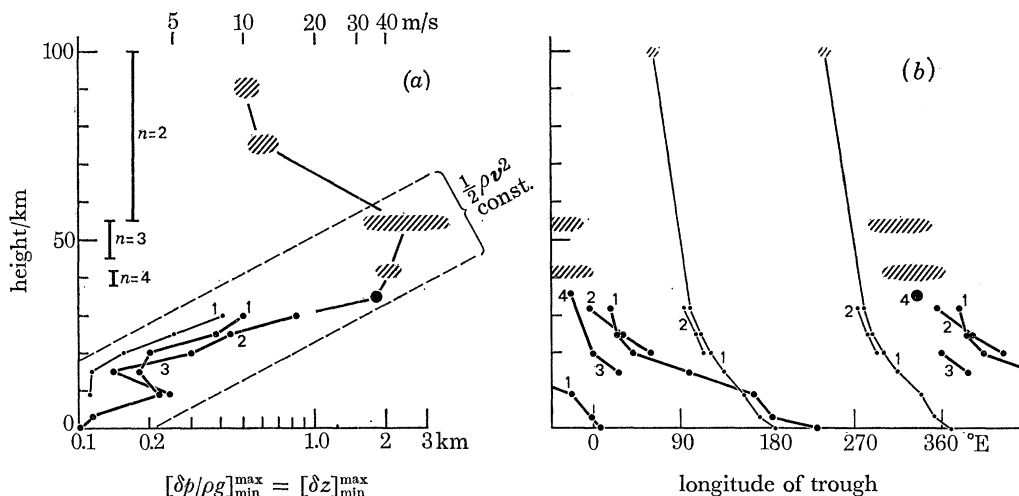 5 10 20 30 40 m/s
100
(a)
(b)
n=2
½ρv²
const.
50
n=3
n=4
height/km
1 1
2
3
0
0.1 0.2 1.0 2 3 km
[δp/ρg]max min = [δz]max min
4 2 1
3
1
2
1
4
2 1
2
3
1
0 90 180 270 360 °E
longitude of trough